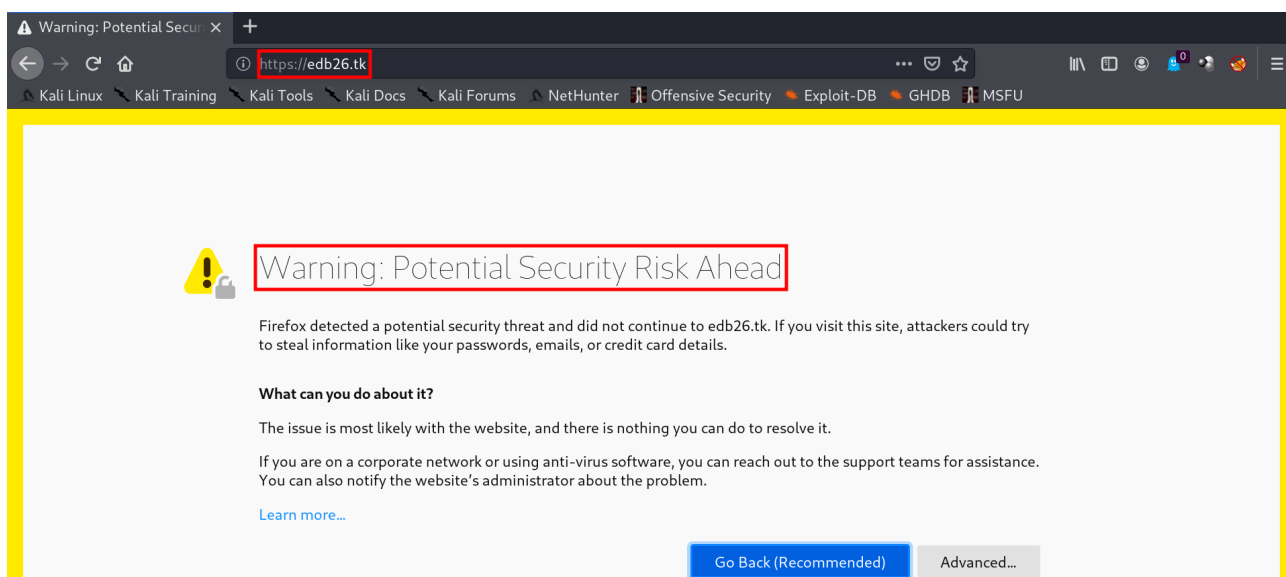 Warning: Potential Secur
https://edb26.tk
Kali Linux Kali Training Kali Tools Kali Docs Kali Forums NetHunter Offensive Security Exploit-DB GHDB MSFU
Warning: Potential Security Risk Ahead
Firefox detected a potential security threat and did not continue to edb26.tk. If you visit this site, attackers could try
to steal information like your passwords, emails, or credit card details.
What can you do about it?
The issue is most likely with the website, and there is nothing you can do to resolve it.
If you are on a corporate network or using anti-virus software, you can reach out to the support teams for assistance.
You can also notify the website’s administrator about the problem.
Learn more…
Go Back (Recommended) Advanced…